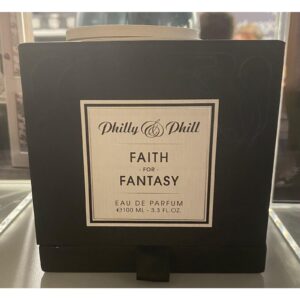 Philly & Phill
FAITH
- FOR -
FANTASY
EAU DE PARFUM
℮100 ML - 3.3 FL.OZ.